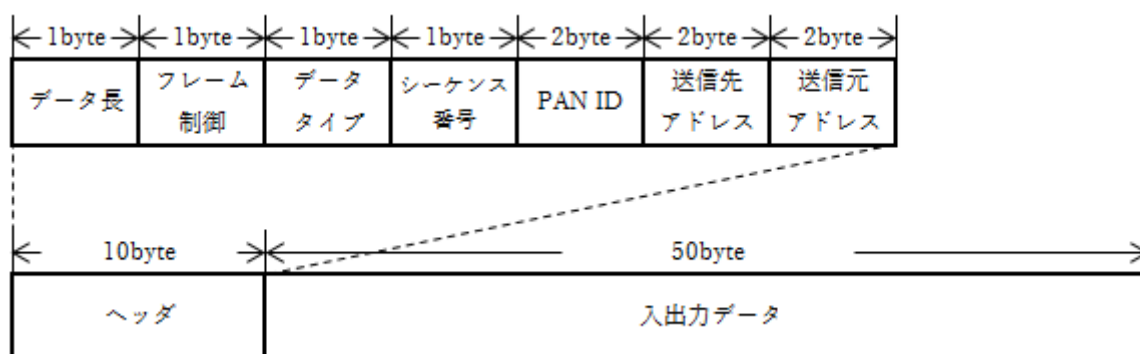 1byte 1byte 1byte 1byte 2byte 2byte 2byte
データ長 フレーム制御 データタイプ シーケンス番号 PAN ID 送信先アドレス 送信元アドレス
10byte 50byte
ヘッダ 入出力データ